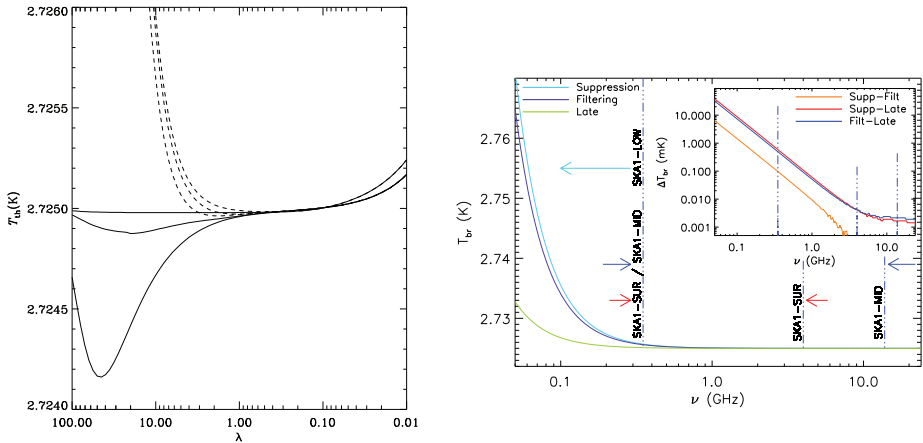 2.7260
2.7255
2.7250
2.7245
2.7240
T_th(K)
100.00 10.00 1.00 0.10 0.01
λ
Suppression
Filtering
Late
2.76
2.75
2.74
2.73
T_br (K)
0.1 1.0 10.0
ν (GHz)
SKA1-SUR / SKA1-MID SKA1-LOW
SKA1-SUR
SKA1-MID
Supp-Filt
Supp-Late
Filt-Late
10.000
1.000
0.100
0.010
0.001
ΔT_br (mK)
0.1 1.0 10.0
ν (GHz)